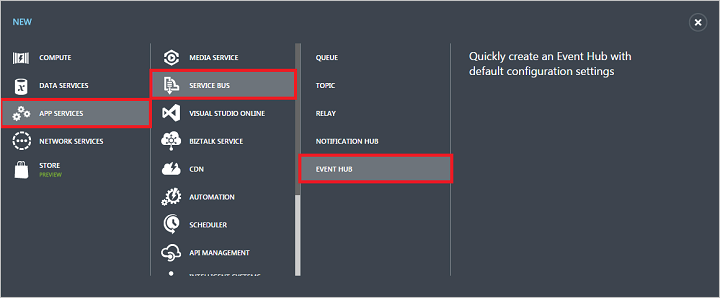 NEW
COMPUTE
DATA SERVICES
APP SERVICES
NETWORK SERVICES
STORE
PREVIEW
MEDIA SERVICE
SERVICE BUS
VISUAL STUDIO ONLINE
BIZTALK SERVICE
CDN
AUTOMATION
SCHEDULER
API MANAGEMENT
INTELLIGENT SYSTEMS
QUEUE
TOPIC
RELAY
NOTIFICATION HUB
EVENT HUB
Quickly create an Event Hub with
default configuration settings